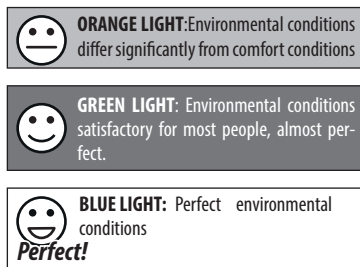 ORANGE LIGHT:Environmental conditions
differ significantly from comfort conditions
GREEN LIGHT: Environmental conditions
satisfactory for most people, almost per-
fect.
BLUE LIGHT: Perfect environmental
conditions
Perfect!